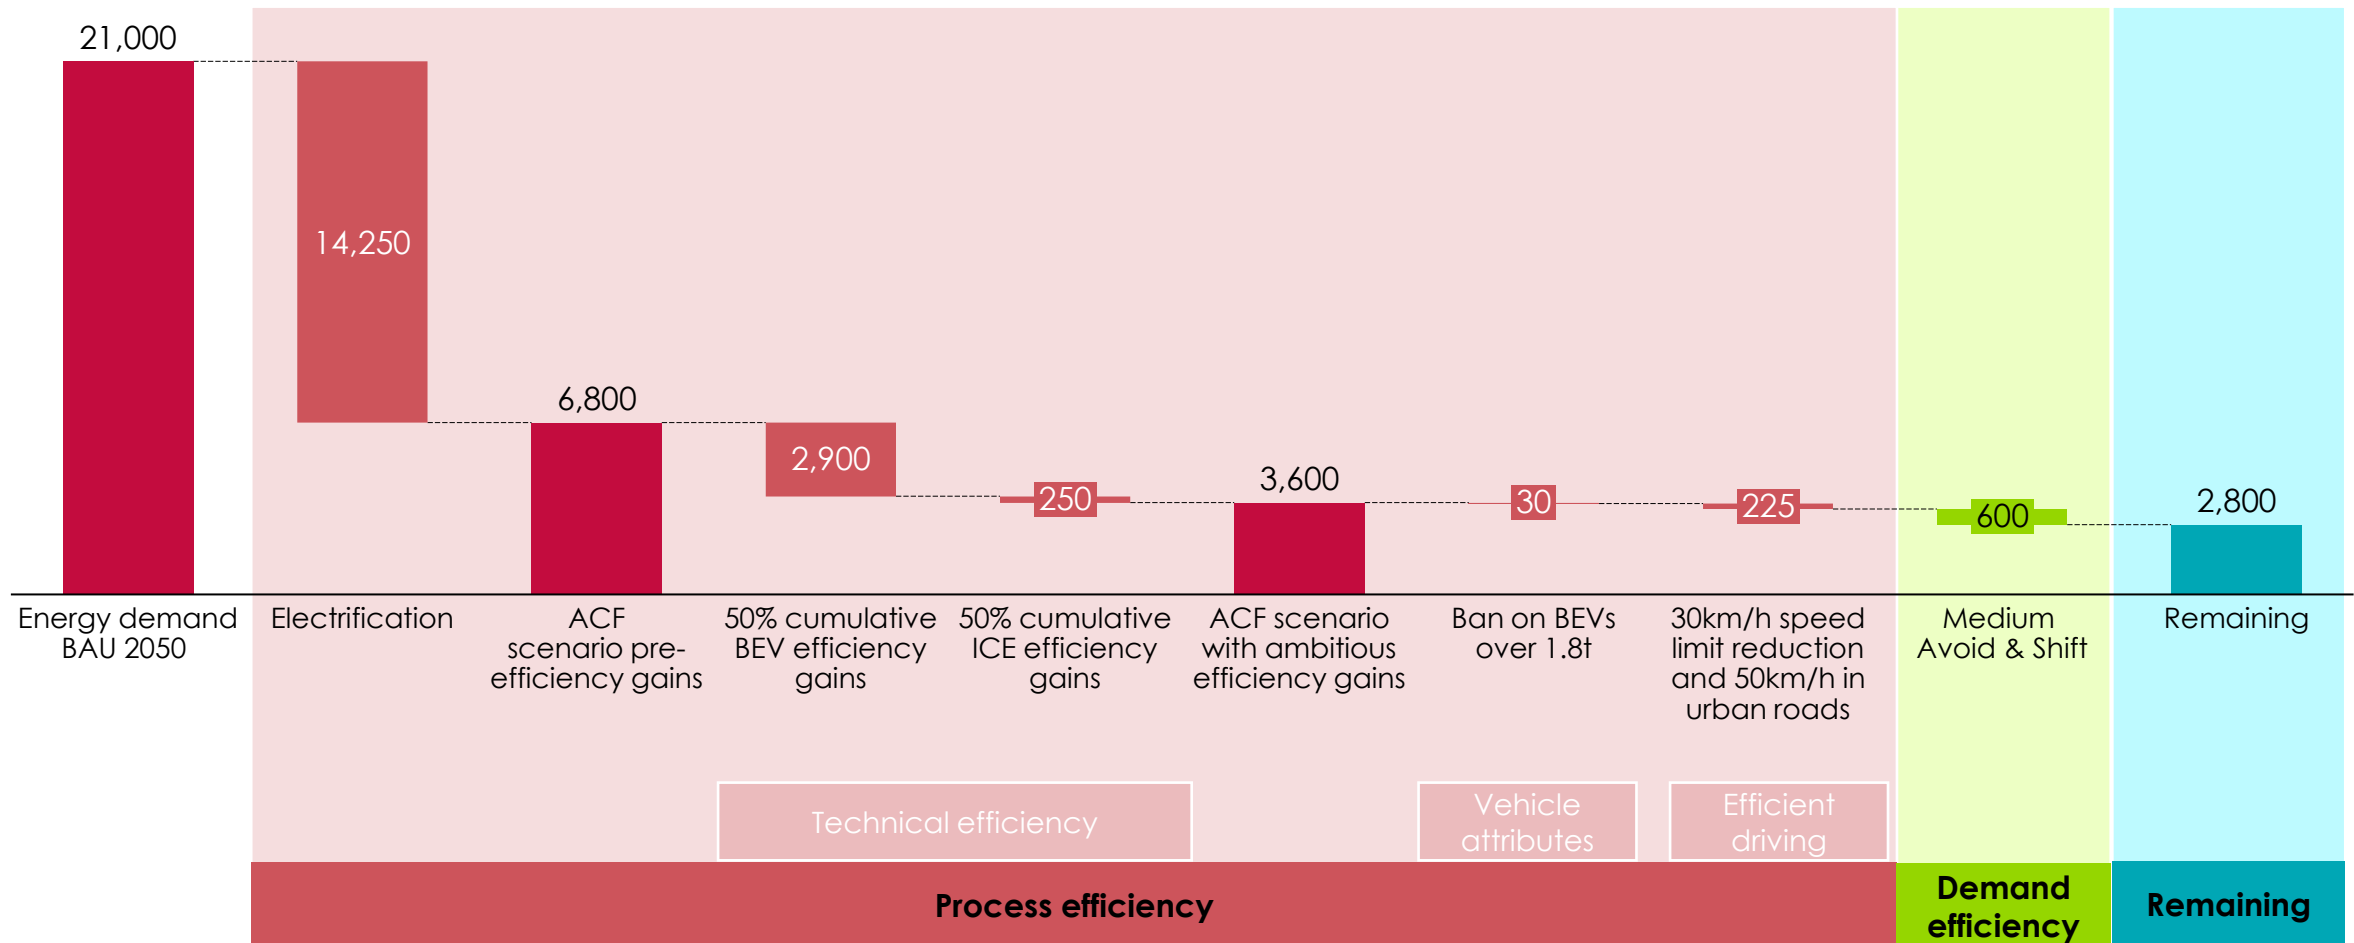 21,000
14,250
6,800
2,900
250
3,600
30
225
600
2,800
Energy demand
BAU 2050
Electrification
ACF
scenario pre-
efficiency gains
50% cumulative
BEV efficiency
gains
50% cumulative
ICE efficiency
gains
ACF scenario
with ambitious
efficiency gains
Ban on BEVs
over 1.8t
30km/h speed
limit reduction
and 50km/h in
urban roads
Medium
Avoid & Shift
Remaining
Technical efficiency
Vehicle
attributes
Efficient
driving
Process efficiency
Demand
efficiency
Remaining